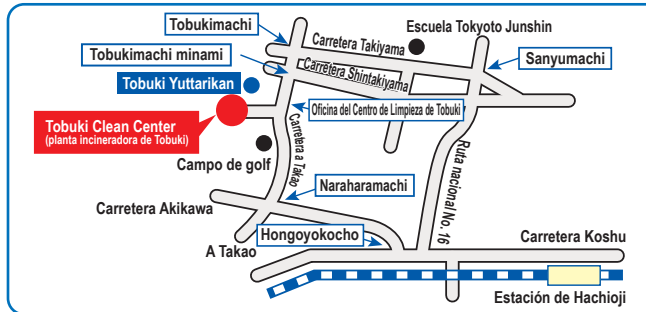 Tobukimachi
Escuela Tokyoto Junshin
Carretera Takiyama
Tobukimachi minami
Sanyumachi
Carretera Shintakiyama
Tobuki Yuttarikan
Oficina del Centro de Limpieza de Tobuki
Tobuki Clean Center
(planta incineradora de Tobuki)
Carretera a Takao
Campo de golf
Ruta nacional No. 16
Naraharamachi
Carretera Akikawa
Hongoyokocho
A Takao
Carretera Koshu
Estación de Hachioji